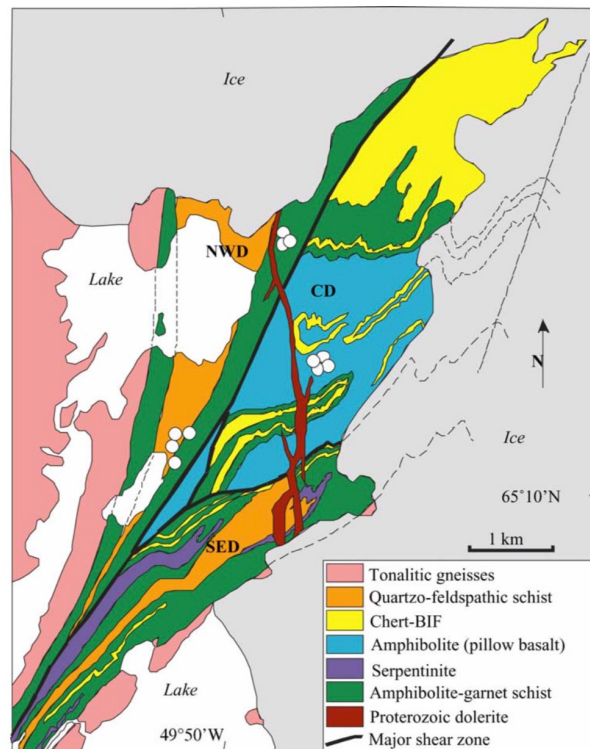 Ice
NWD
Lake
CD
N
Ice
65°10'N
1 km
SED
Tonalitic gneisses
Quartzo-feldspathic schist
Chert-BIF
Amphibolite (pillow basalt)
Serpentinite
Amphibolite-garnet schist
Proterozoic dolerite
Major shear zone
Lake
49°50'W